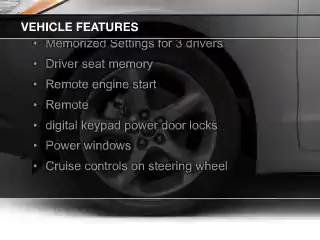 VEHICLE FEATURES
• Memorized Settings for 3 drivers
• Driver seat memory
• Remote engine start
• Remote
• digital keypad power door locks
• Power windows
• Cruise controls on steering wheel